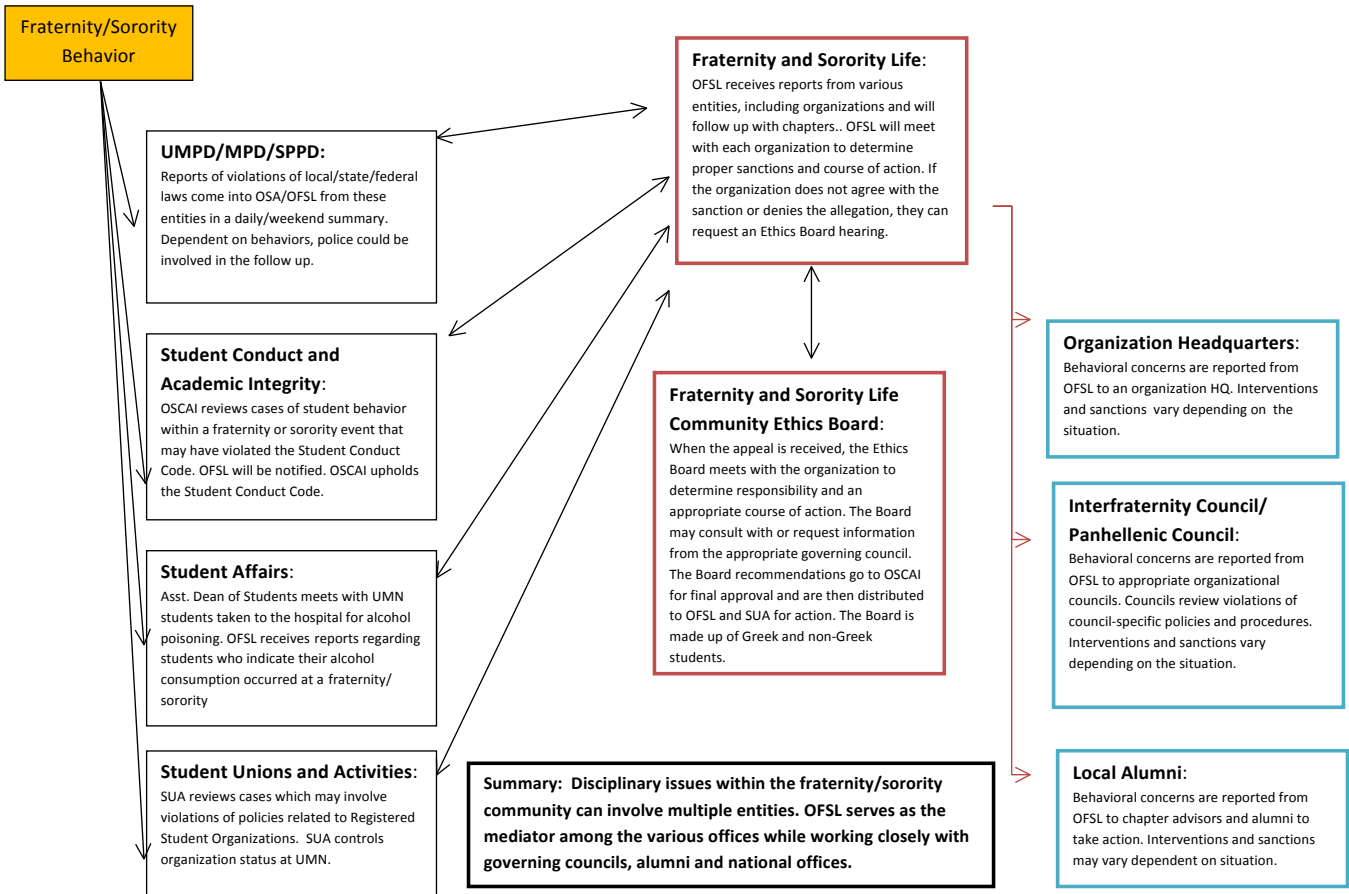 Fraternity/Sorority
Behavior
UMPD/MPD/SPPD:
Reports of violations of local/state/federal
laws come into OSA/OFSL from these
entities in a daily/weekend summary.
Dependent on behaviors, police could be
involved in the follow up.
Student Conduct and
Academic Integrity:
OSCAI reviews cases of student behavior
within a fraternity or sorority event that
may have violated the Student Conduct
Code. OFSL will be notified. OSCAI upholds
the Student Conduct Code.
Student Affairs:
Asst. Dean of Students meets with UMN
students taken to the hospital for alcohol
poisoning. OFSL receives reports regarding
students who indicate their alcohol
consumption occurred at a fraternity/
sorority
Student Unions and Activities:
SUA reviews cases which may involve
violations of policies related to Registered
Student Organizations.  SUA controls
organization status at UMN.
Fraternity and Sorority Life:
OFSL receives reports from various
entities, including organizations and will
follow up with chapters.. OFSL will meet
with each organization to determine
proper sanctions and course of action. If
the organization does not agree with the
sanction or denies the allegation, they can
request an Ethics Board hearing.
Fraternity and Sorority Life
Community Ethics Board:
When the appeal is received, the Ethics
Board meets with the organization to
determine responsibility and an
appropriate course of action. The Board
may consult with or request information
from the appropriate governing council.
The Board recommendations go to OSCAI
for final approval and are then distributed
to OFSL and SUA for action. The Board is
made up of Greek and non-Greek
students.
Summary:  Disciplinary issues within the fraternity/sorority
community can involve multiple entities. OFSL serves as the
mediator among the various offices while working closely with
governing councils, alumni and national offices.
Organization Headquarters:
Behavioral concerns are reported from
OFSL to an organization HQ. Interventions
and sanctions  vary depending on  the
situation.
Interfraternity Council/
Panhellenic Council:
Behavioral concerns are reported from
OFSL to appropriate organizational
councils. Councils review violations of
council-specific policies and procedures.
Interventions and sanctions vary
depending on the situation.
Local Alumni:
Behavioral concerns are reported from
OFSL to chapter advisors and alumni to
take action. Interventions and sanctions
may vary dependent on situation.